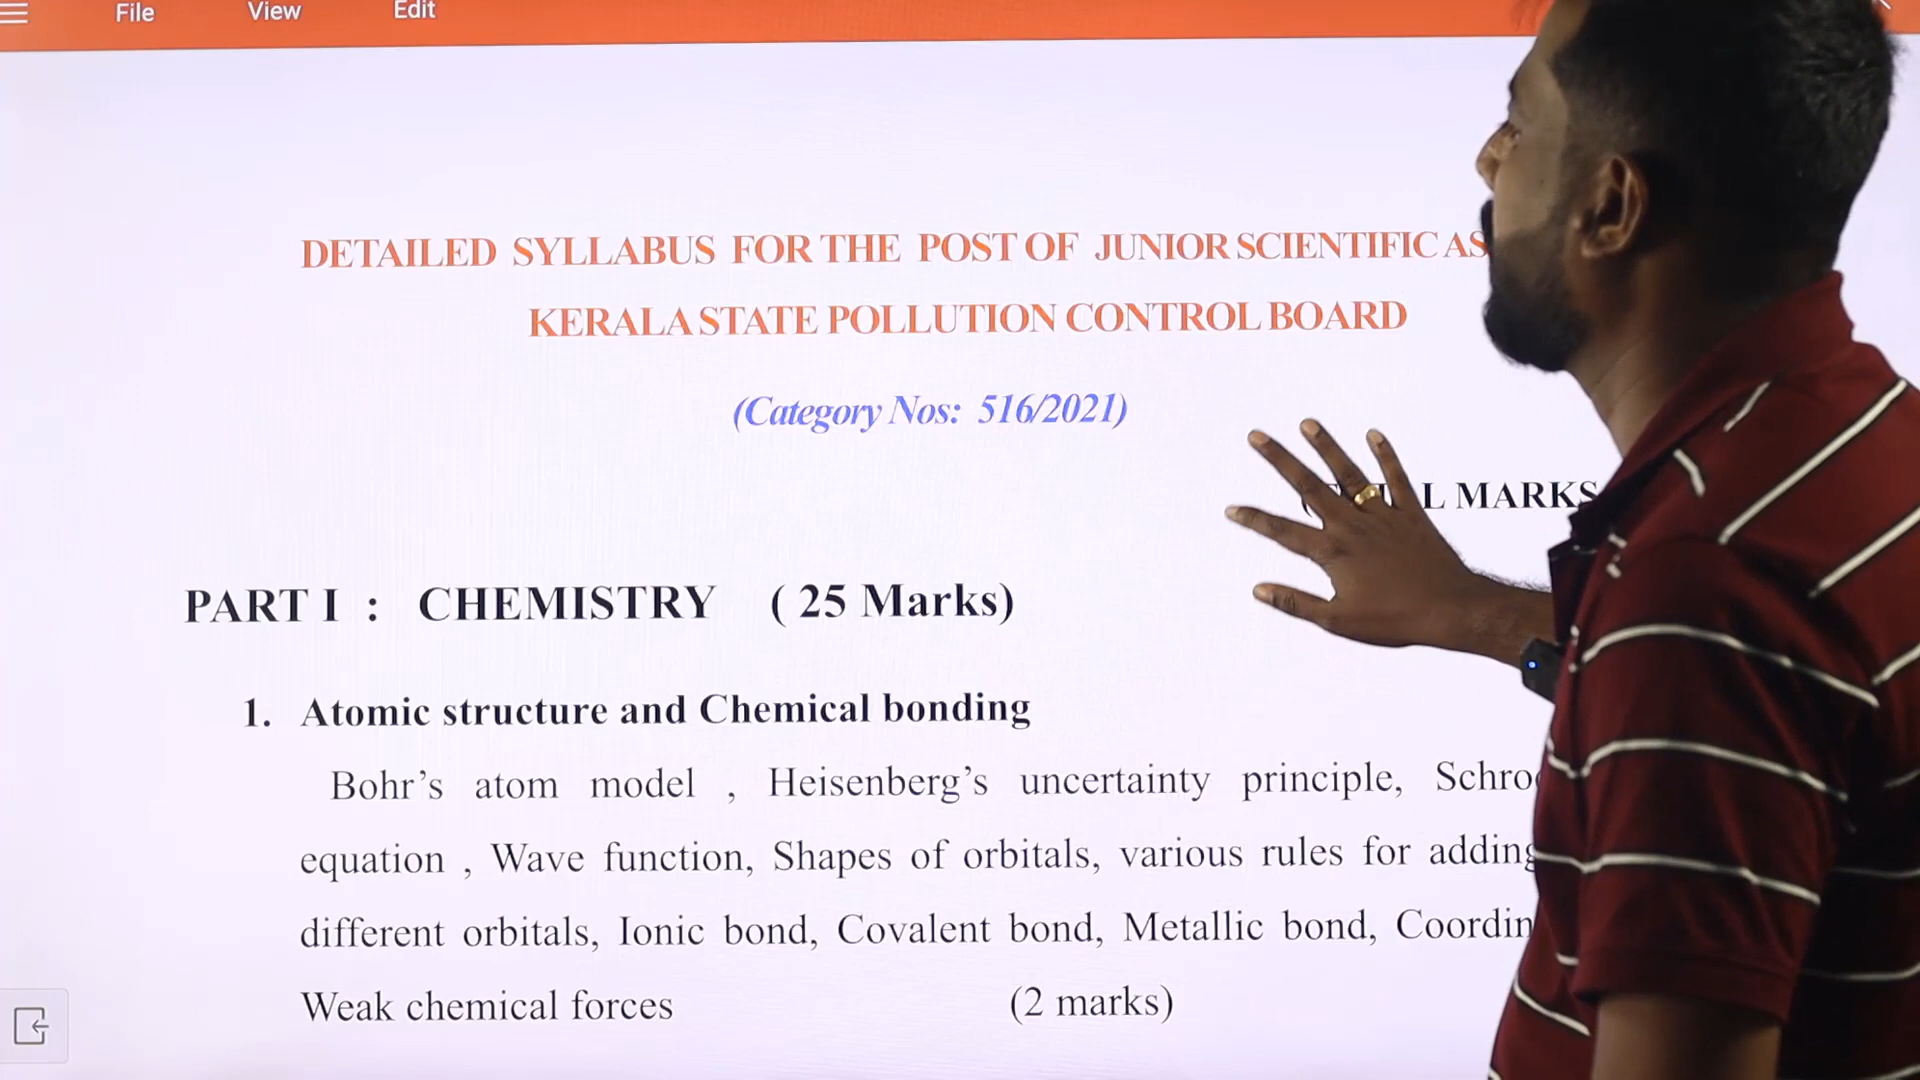 File View Edit
DETAILED SYLLABUS FOR THE POST OF JUNIOR SCIENTIFIC AS
KERALA STATE POLLUTION CONTROL BOARD
(Category Nos: 516/2021)
L MARKS
PART I : CHEMISTRY ( 25 Marks)
1. Atomic structure and Chemical bonding
Bohr’s atom model , Heisenberg’s uncertainty principle, Schro
equation , Wave function, Shapes of orbitals, various rules for adding
different orbitals, Ionic bond, Covalent bond, Metallic bond, Coordin
Weak chemical forces (2 marks)